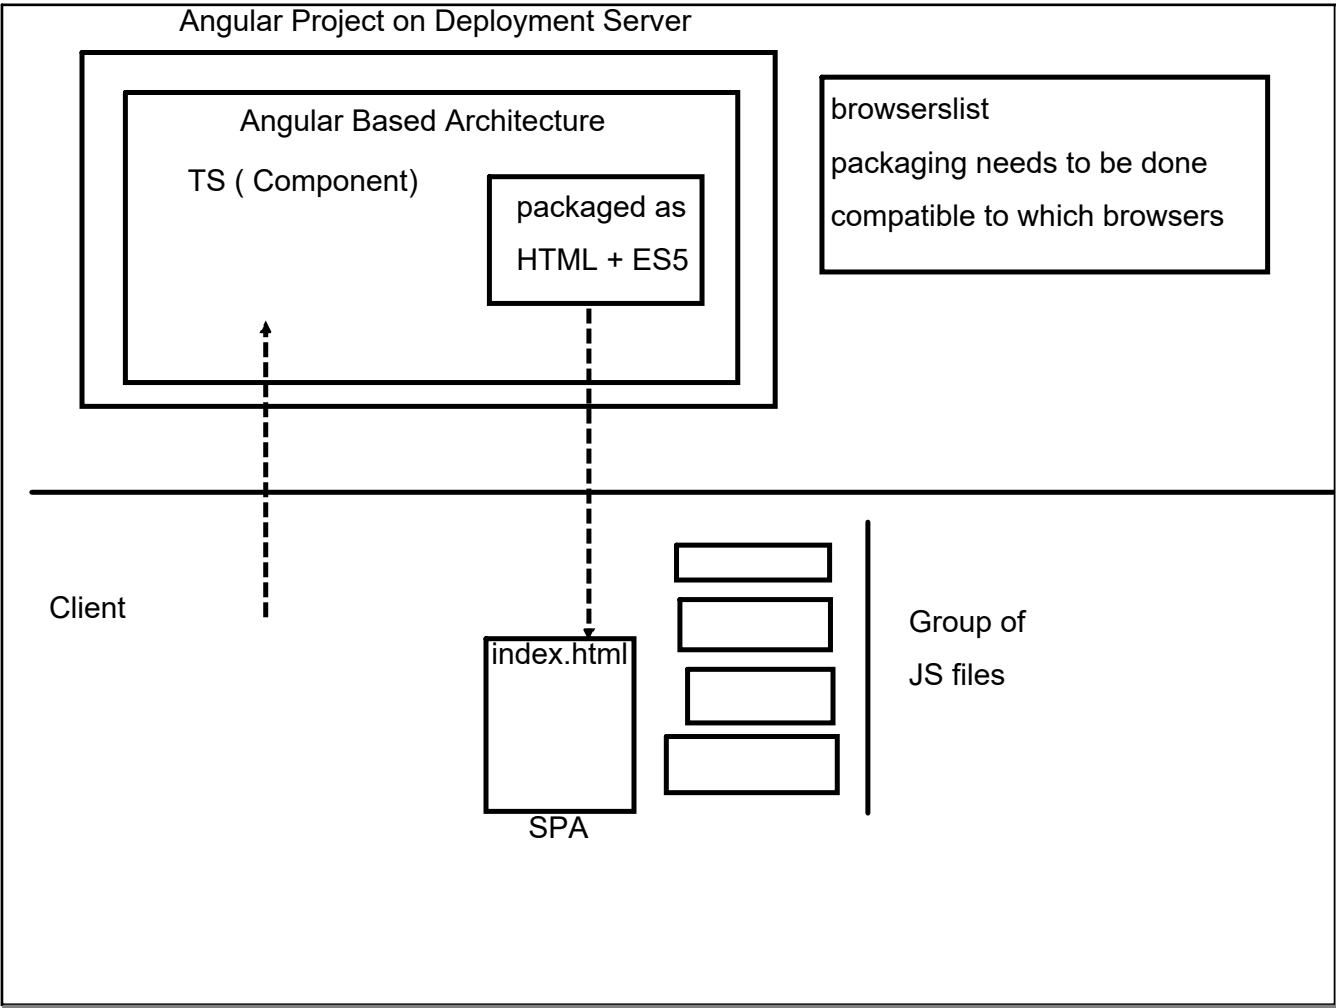 Angular Project on Deployment Server
Angular Based Architecture
TS ( Component)
packaged as
HTML + ES5
browserslist
packaging needs to be done
compatible to which browsers
Client
index.html
SPA
Group of
JS files